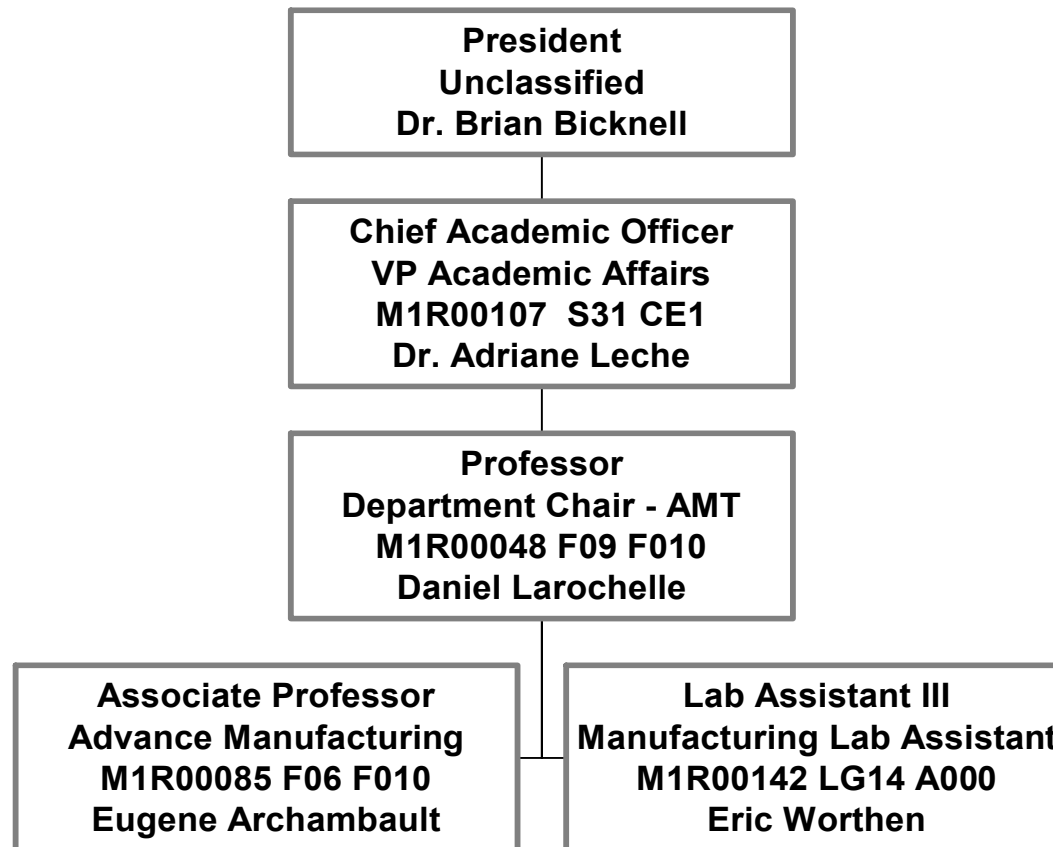 President
Unclassified
Dr. Brian Bicknell
Chief Academic Officer
VP Academic Affairs
M1R00107  S31 CE1
Dr. Adriane Leche
Professor
Department Chair - AMT
M1R00048 F09 F010
Daniel Larochelle
Associate Professor
Advance Manufacturing
M1R00085 F06 F010
Eugene Archambault
Lab Assistant III
Manufacturing Lab Assistant
M1R00142 LG14 A000
Eric Worthen